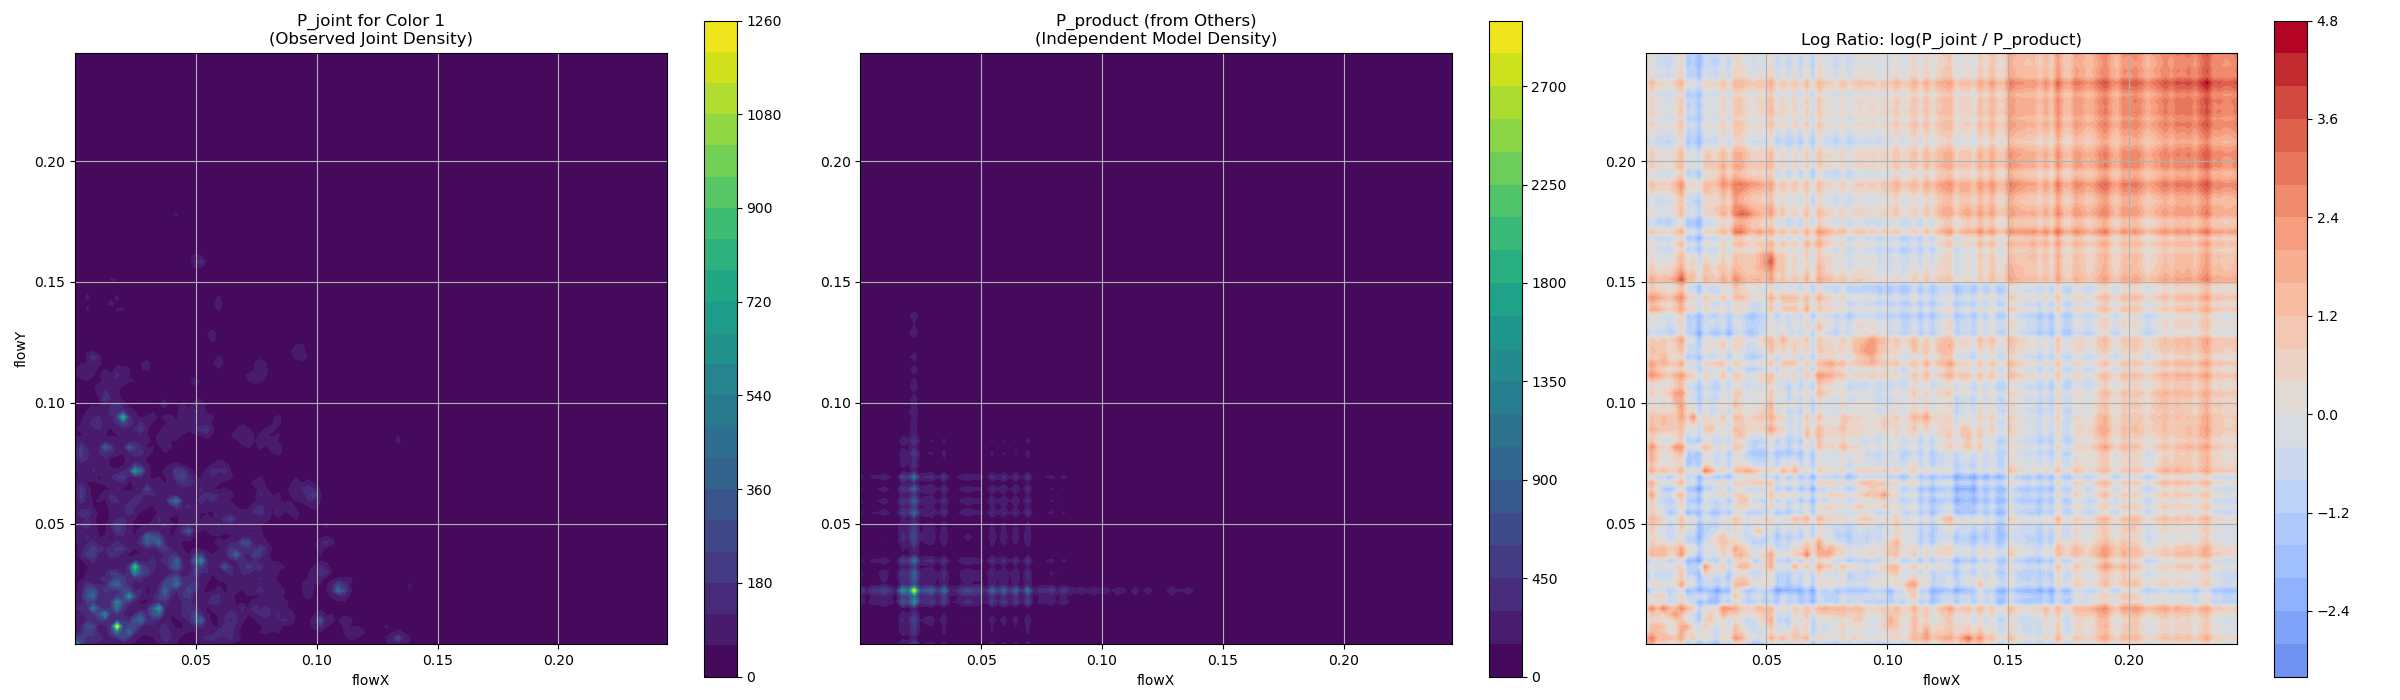 P_joint for Color 1
(Observed Joint Density)
flowY
0.20
0.15
0.10
0.05
0.05 0.10 0.15 0.20
flowX
1260
1080
900
720
540
360
180
0
P_product (from Others)
(Independent Model Density)
0.20
0.15
0.10
0.05
0.05 0.10 0.15 0.20
flowX
2700
2250
1800
1350
900
450
0
Log Ratio: log(P_joint / P_product)
0.20
0.15
0.10
0.05
0.05 0.10 0.15 0.20
flowX
4.8
3.6
2.4
1.2
0.0
−1.2
−2.4